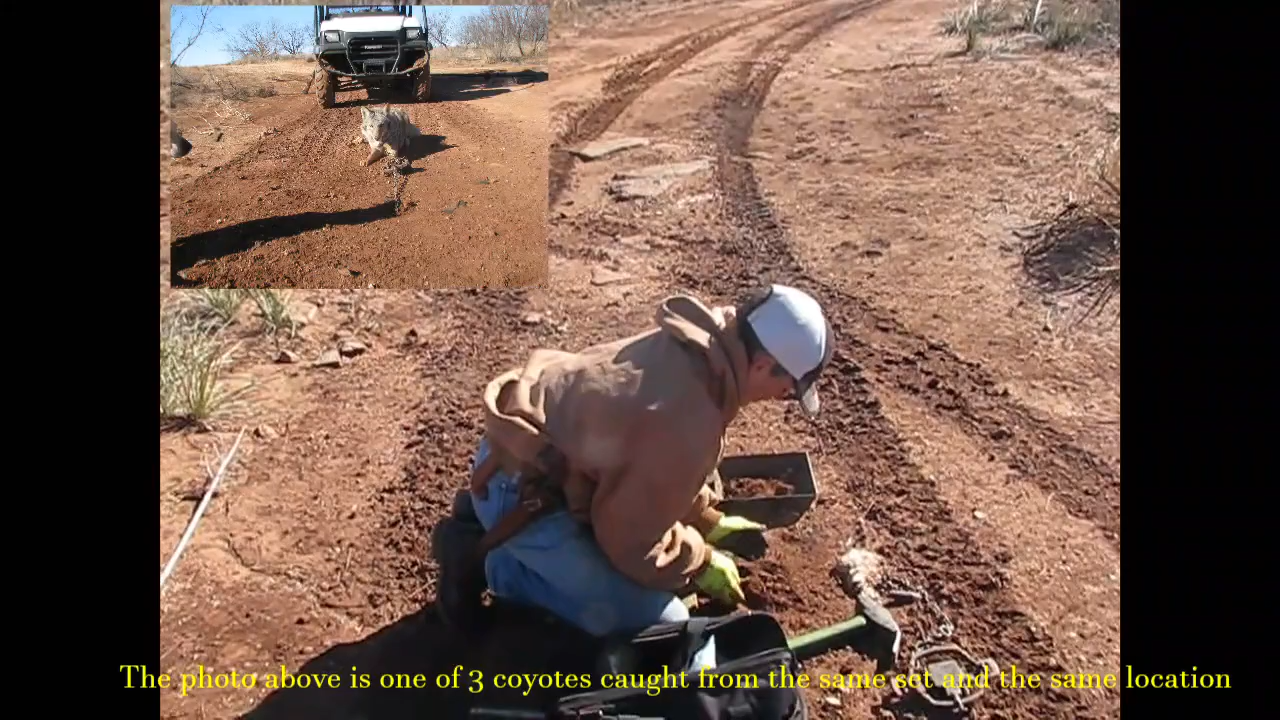 The photo above is one of 3 coyotes caught from the same set and the same location